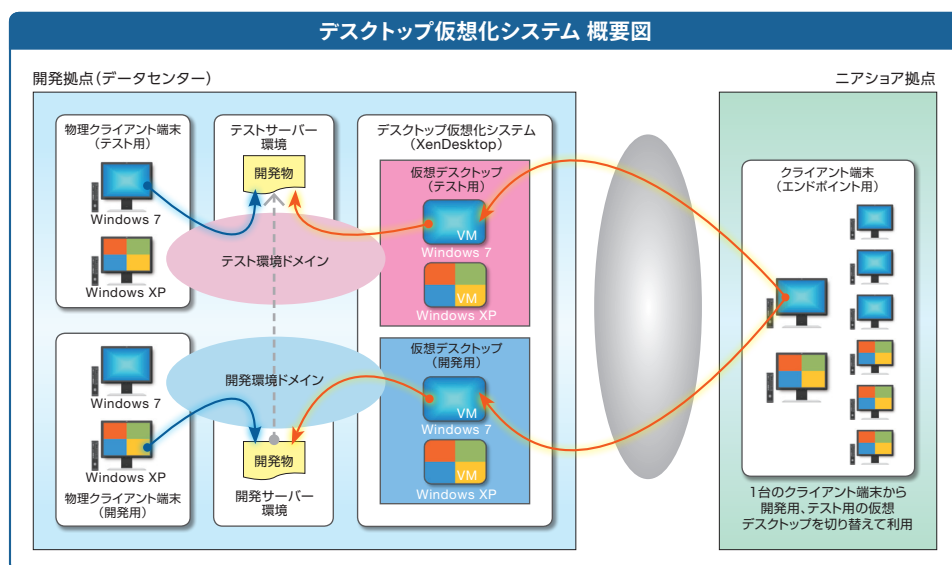 デスクトップ仮想化システム 概要図
開発拠点（データセンター）
ニアショア拠点
物理クライアント端末
（テスト用）
Windows 7
Windows XP
テストサーバー
環境
開発物
デスクトップ仮想化システム
（XenDesktop）
仮想デスクトップ
（テスト用）
VM
Windows 7
VM
Windows XP
テスト環境ドメイン
開発環境ドメイン
Windows 7
Windows XP
物理クライアント端末
（開発用）
開発物
開発サーバー
環境
仮想デスクトップ
（開発用）
VM
Windows 7
VM
Windows XP
クライアント端末
（エンドポイント用）
1台のクライアント端末から
開発用、テスト用の仮想
デスクトップを切り替えて利用